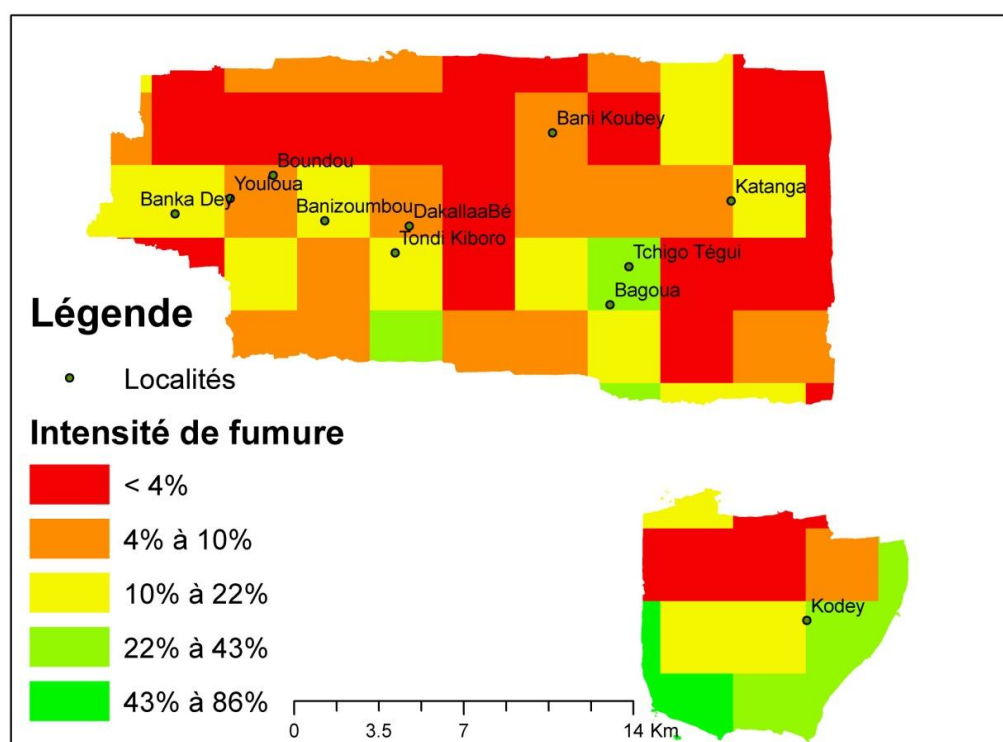 Bani Koubey
Boundou
Youloua
Banka Dey
Katanga
Banizoumbou
DakallaaBé
Tondi Kiboro
Tchigo Tégui
Bagoua
Légende
Localités
Intensité de fumure
< 4%
4% à 10%
10% à 22%
22% à 43%
43% à 86%
Kodey
0 3.5 7 14 Km